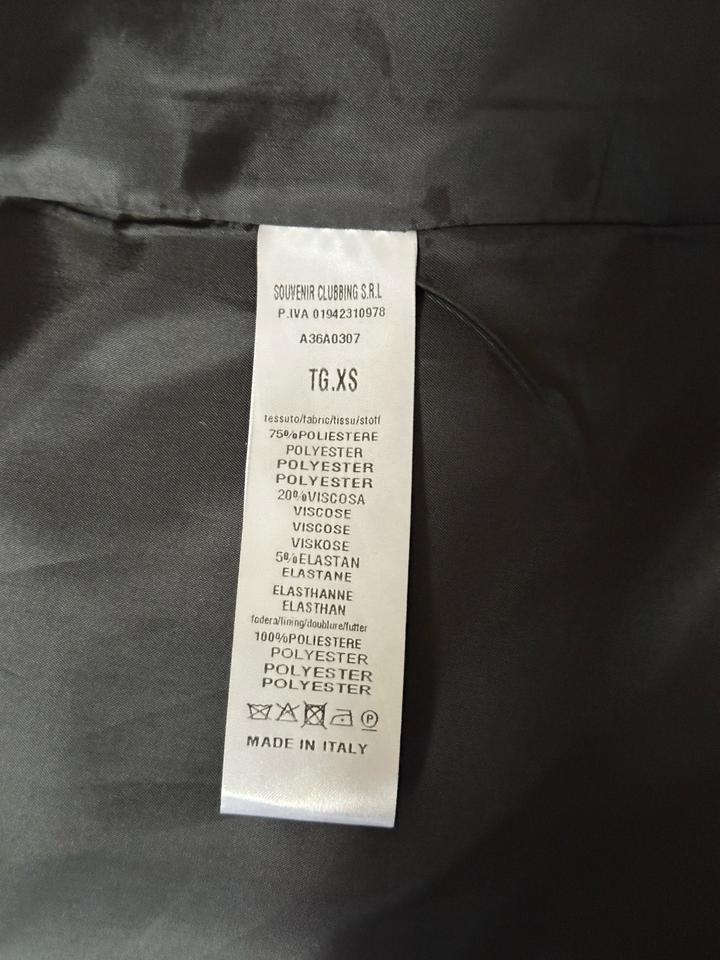 SOUVENIR CLUBBING S.R.L
P.IVA 01942310978
A36A0307
TG.XS
tessuto/fabric/tissu/stoff
75%POLIESTERE
POLYESTER
POLYESTER
POLYESTER
20%VISCOSA
VISCOSE
VISCOSE
VISKOSE
5%ELASTAN
ELASTANE
ELASTHANNE
ELASTHAN
fodera/lining/doublure/futter
100%POLIESTERE
POLYESTER
POLYESTER
POLYESTER
P
MADE IN ITALY